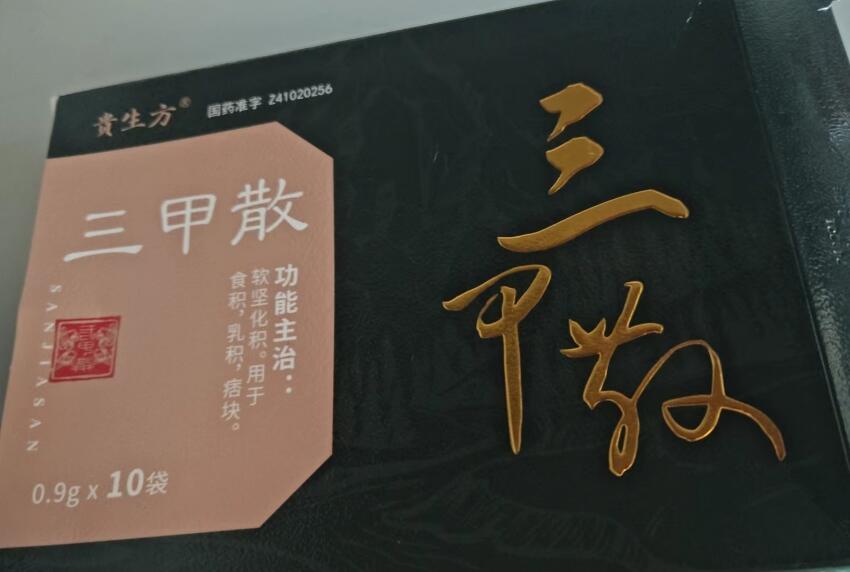 貴生方® 国药准字 Z41020256
三甲散
SANJIASAN
功能主治：
软坚化积。用于
食积，乳积，痞块。
0.9g x 10袋
三甲散